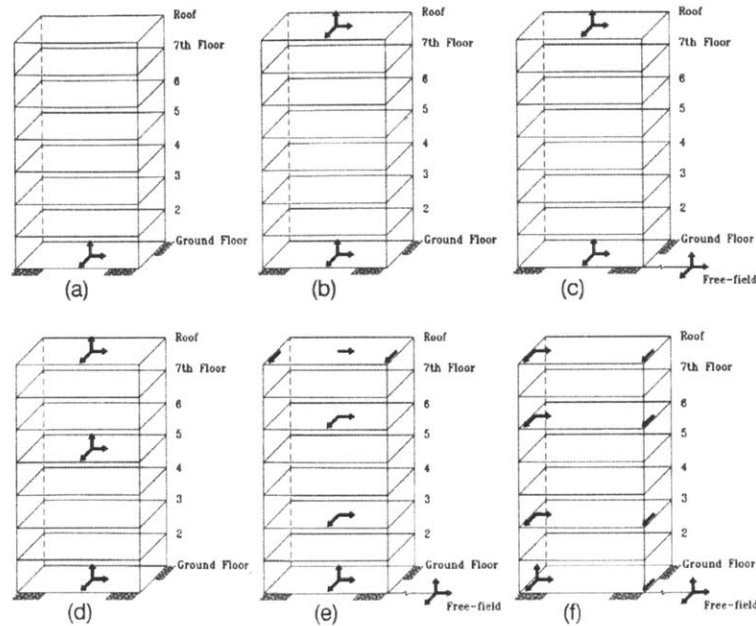 Roof
7th Floor
6
5
4
3
2
Ground Floor
(a)
Roof
7th Floor
6
5
4
3
2
Ground Floor
(b)
Roof
7th Floor
6
5
4
3
2
Ground Floor
Free-field
(c)
Roof
7th Floor
6
5
4
3
2
Ground Floor
(d)
Roof
7th Floor
6
5
4
3
2
Ground Floor
Free-field
(e)
Roof
7th Floor
6
5
4
3
2
Ground Floor
Free-field
(f)